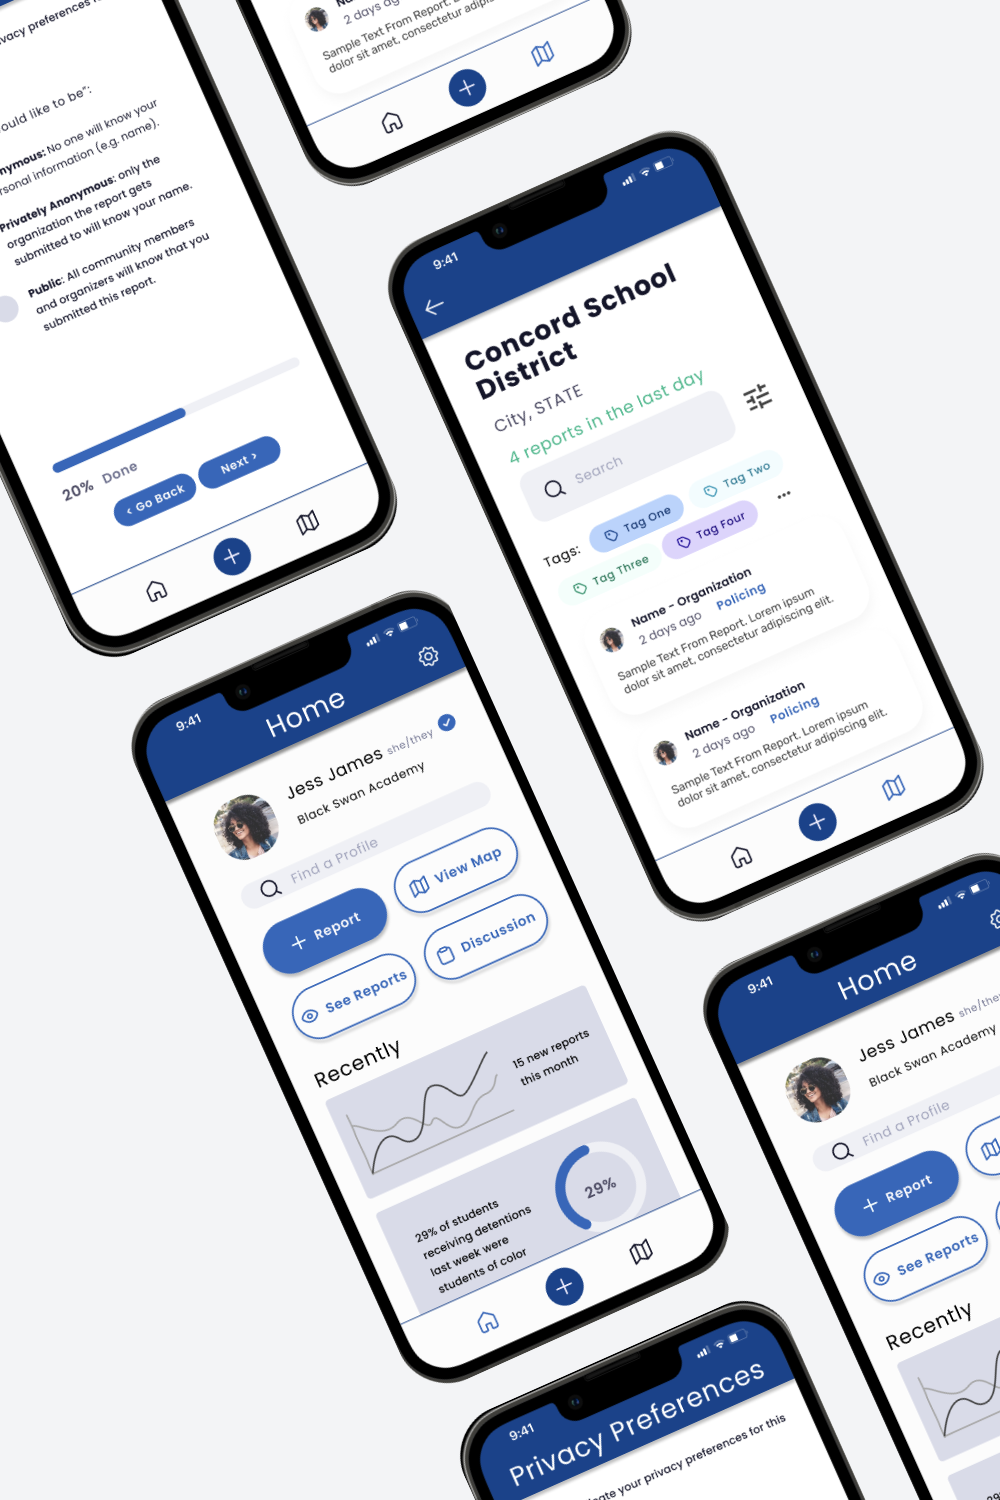 vacy preferences
ould like to be":
nymous: No one will know your
rsonal information (e.g. name).
Privately Anonymous: only the
organization the report gets
submitted to will know your name.
Public: All community members
and organizers will know that you
submitted this report.
20% Done
‹ Go Back
Next ›
2 days ag
Sample Text From Report.
dolor sit amet, consectetur adipis
9:41
Concord School
District
City, STATE
4 reports in the last day
Search
Tags:
Tag One
Tag Two
Tag Three
Tag Four
...
Name - Organization
2 days ago Policing
Sample Text From Report. Lorem ipsum
dolor sit amet, consectetur adipiscing elit.
Name - Organization
2 days ago Policing
Sample Text From Report. Lorem ipsum
dolor sit amet, consectetur adipiscing elit.
9:41
Home
Jess James she/they
Black Swan Academy
Find a Profile
+ Report
View Map
See Reports
Discussion
Recently
15 new reports
this month
29% of students
receiving detentions
last week were
students of color
29%
9:41
Home
Jess James she/they
Black Swan Academy
Find a Profile
+ Report
See Reports
Recently
9:41
Privacy Preferences
cate your privacy preferences for this